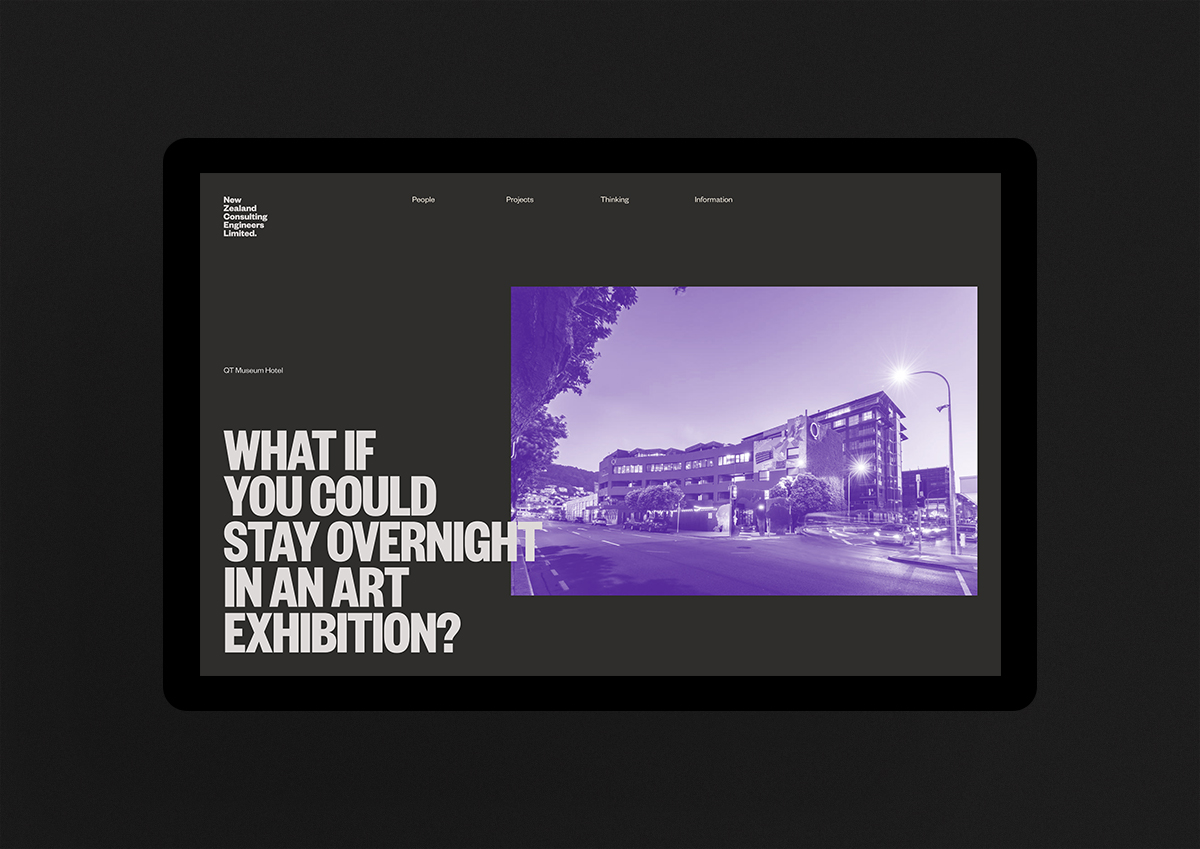 New
Zealand
Consulting
Engineers
Limited.
People
Projects
Thinking
Information
QT Museum Hotel
WHAT IF
YOU COULD
STAY OVERNIGHT
IN AN ART
EXHIBITION?